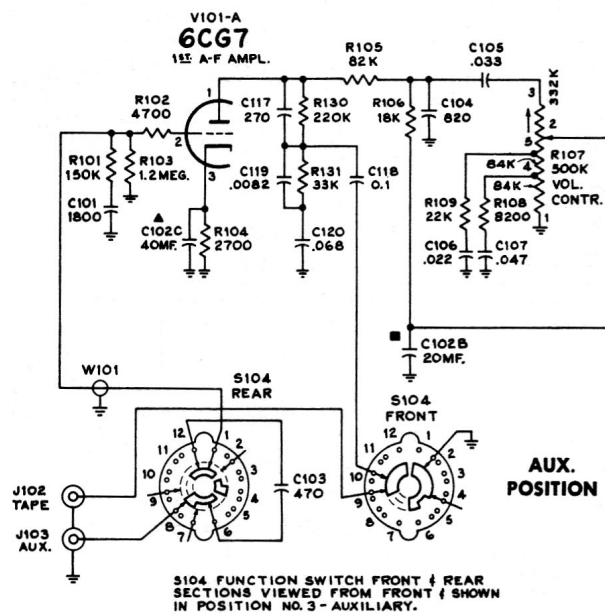 V101-A
6CG7
1ST. A-F AMPL.
R105
82K
C105
.033
332K
R102
4700
1
2
3
C117
270
R130
220K
R106
18K
C104
820
3
2
5
4
1
R107
500K
VOL.
CONTR.
84K
84K
R101
150K
R103
1.2MEG.
C119
.0082
R131
33K
C118
0.1
R109
22K
R108
8200
C101
1800
▲
C102C
40MF.
R104
2700
C120
.068
C106
.022
C107
.047
■
C102B
20MF.
W101
S104
REAR
S104
FRONT
12
1
2
3
4
5
6
7
8
9
10
11
12
1
2
3
4
5
6
7
8
9
10
11
C103
470
AUX.
POSITION
J102
TAPE
J103
AUX.
S104 FUNCTION SWITCH FRONT & REAR
SECTIONS VIEWED FROM FRONT & SHOWN
IN POSITION NO. 3 - AUXILIARY.